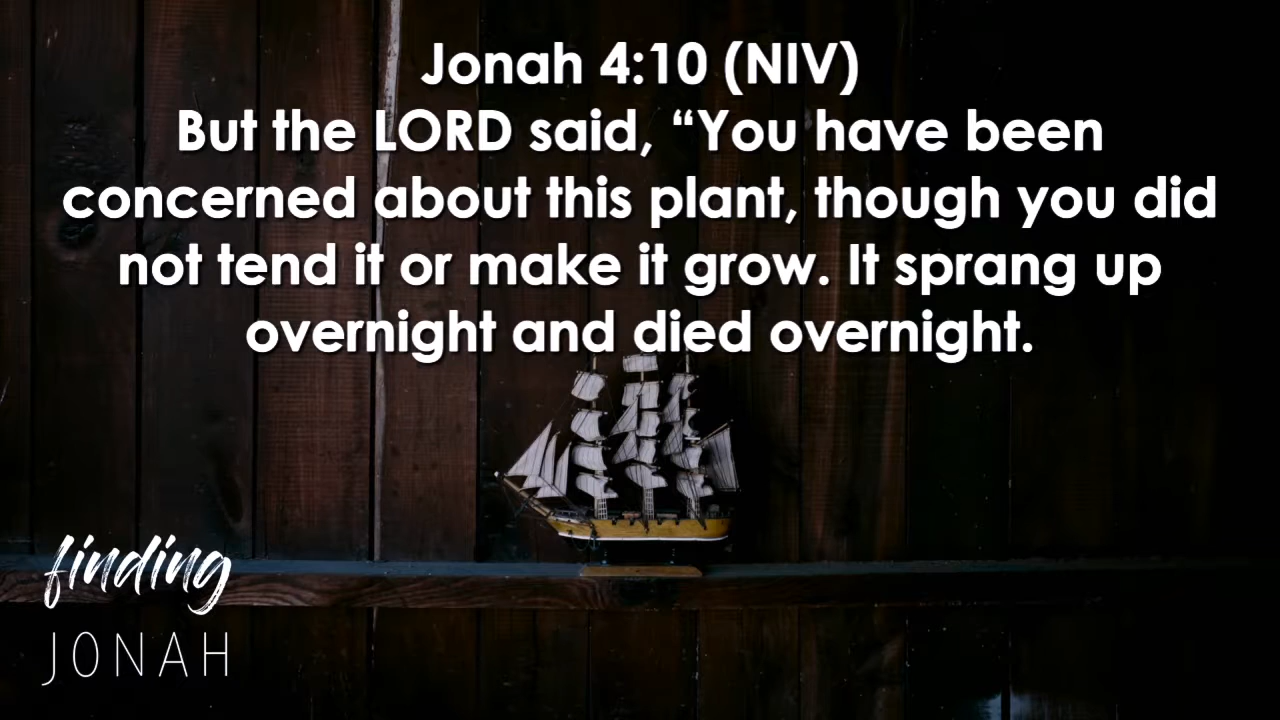 Jonah 4:10 (NIV)
But the LORD said, “You have been
concerned about this plant, though you did
not tend it or make it grow. It sprang up
overnight and died overnight.
finding
JONAH